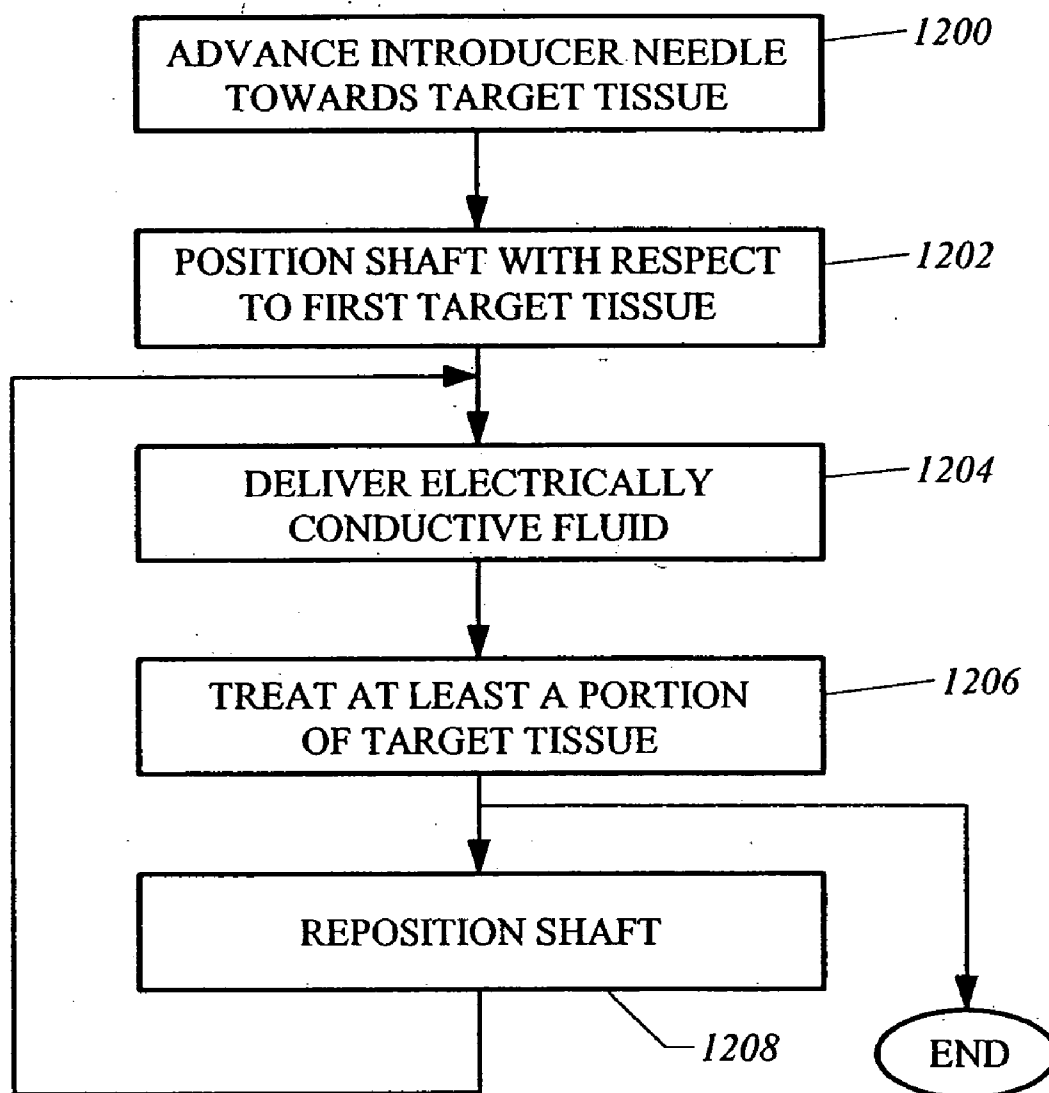 ADVANCE INTRODUCER NEEDLE
TOWARDS TARGET TISSUE
1200
POSITION SHAFT WITH RESPECT
TO FIRST TARGET TISSUE
1202
DELIVER ELECTRICALLY
CONDUCTIVE FLUID
1204
TREAT AT LEAST A PORTION
OF TARGET TISSUE
1206
REPOSITION SHAFT
1208
END